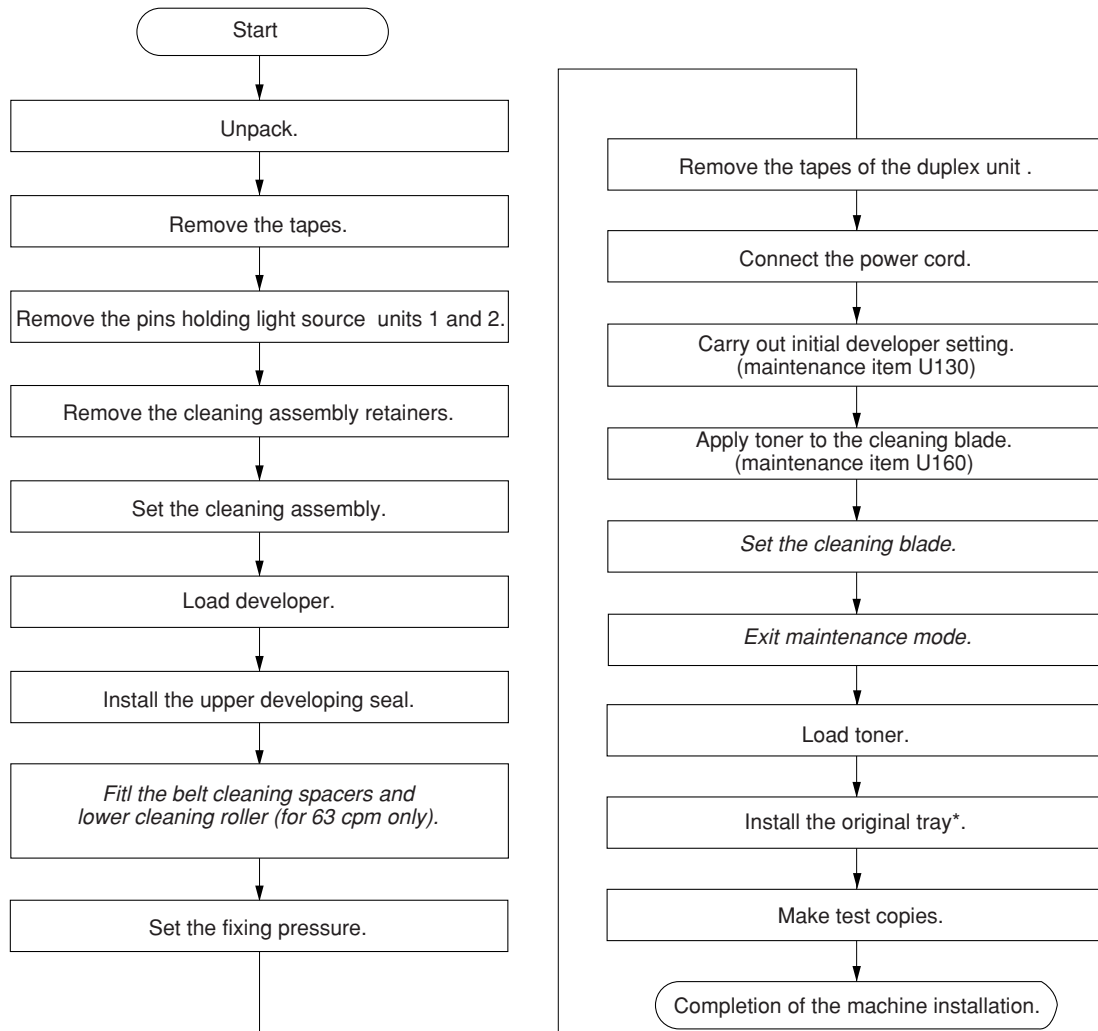 Start
Unpack.
Remove the tapes.
Remove the pins holding light source units 1 and 2.
Remove the cleaning assembly retainers.
Set the cleaning assembly.
Load developer.
Install the upper developing seal.
Fitl the belt cleaning spacers and
lower cleaning roller (for 63 cpm only).
Set the fixing pressure.
Remove the tapes of the duplex unit .
Connect the power cord.
Carry out initial developer setting.
(maintenance item U130)
Apply toner to the cleaning blade.
(maintenance item U160)
Set the cleaning blade.
Exit maintenance mode.
Load toner.
Install the original tray*.
Make test copies.
Completion of the machine installation.